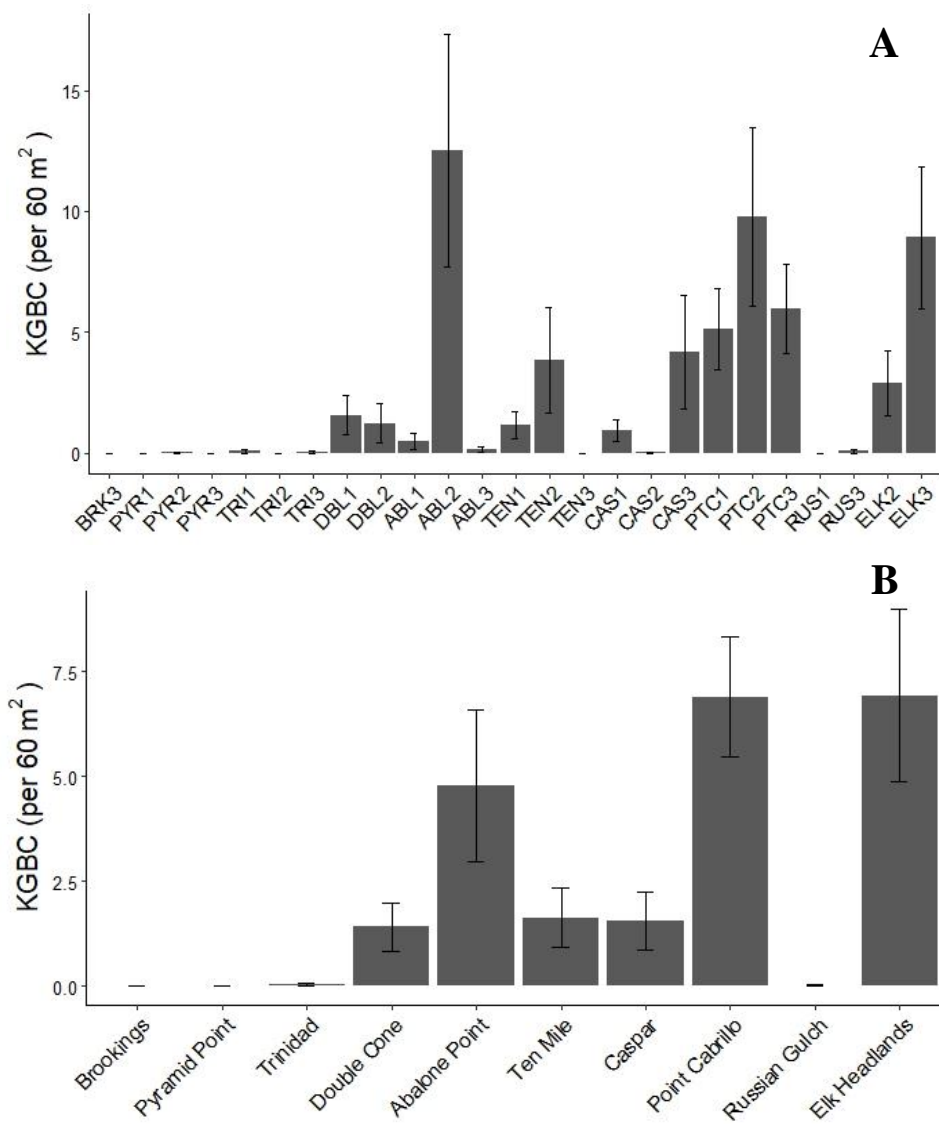 A
KGBC (per 60 m²)
15
10
5
0
BRK3
PYR1
PYR2
PYR3
TRI1
TRI2
TRI3
DBL1
DBL2
ABL1
ABL2
ABL3
TEN1
TEN2
TEN3
CAS1
CAS2
CAS3
PTC1
PTC2
PTC3
RUS1
RUS3
ELK2
ELK3
B
KGBC (per 60 m²)
7.5
5.0
2.5
0.0
Brookings
Pyramid Point
Trinidad
Double Cone
Abalone Point
Ten Mile
Caspar
Point Cabrillo
Russian Gulch
Elk Headlands